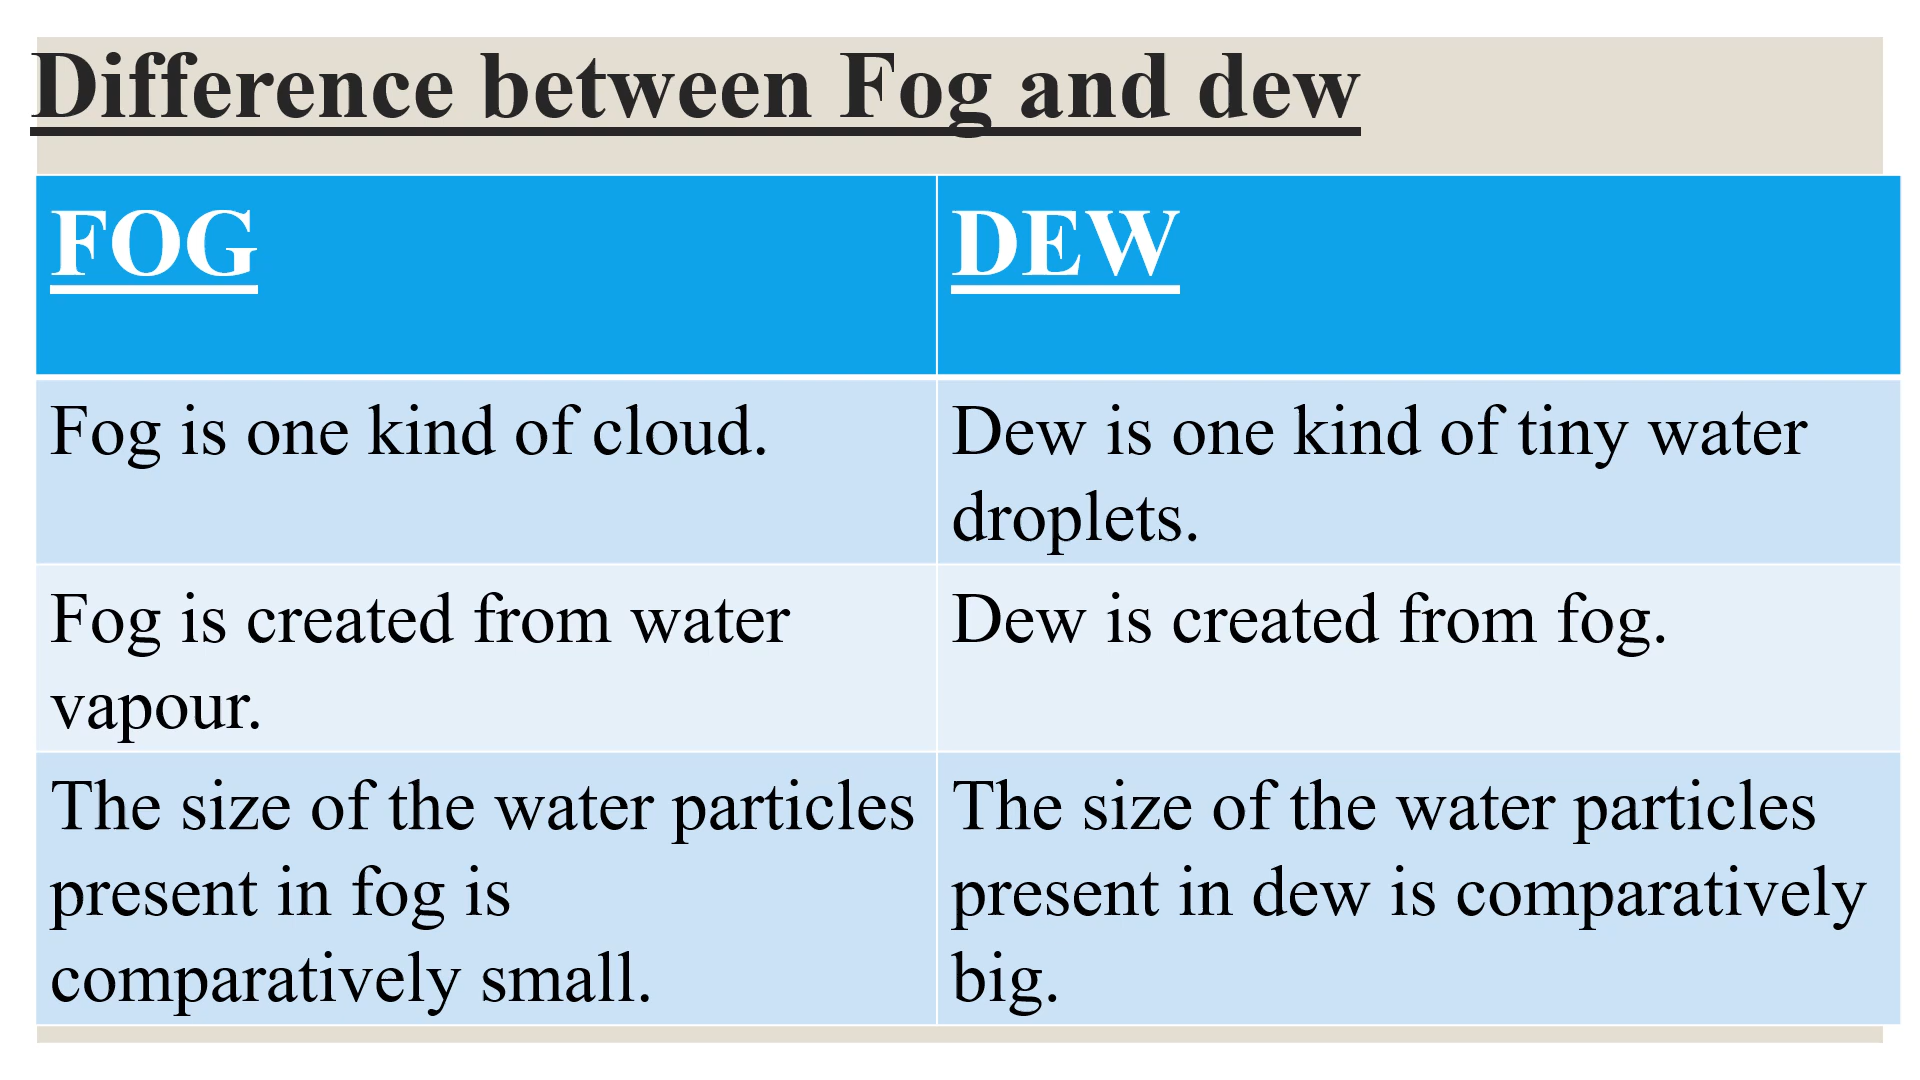 Difference between Fog and dew
FOG
DEW
Fog is one kind of cloud.
Dew is one kind of tiny water
droplets.
Fog is created from water
vapour.
Dew is created from fog.
The size of the water particles
present in fog is
comparatively small.
The size of the water particles
present in dew is comparatively
big.